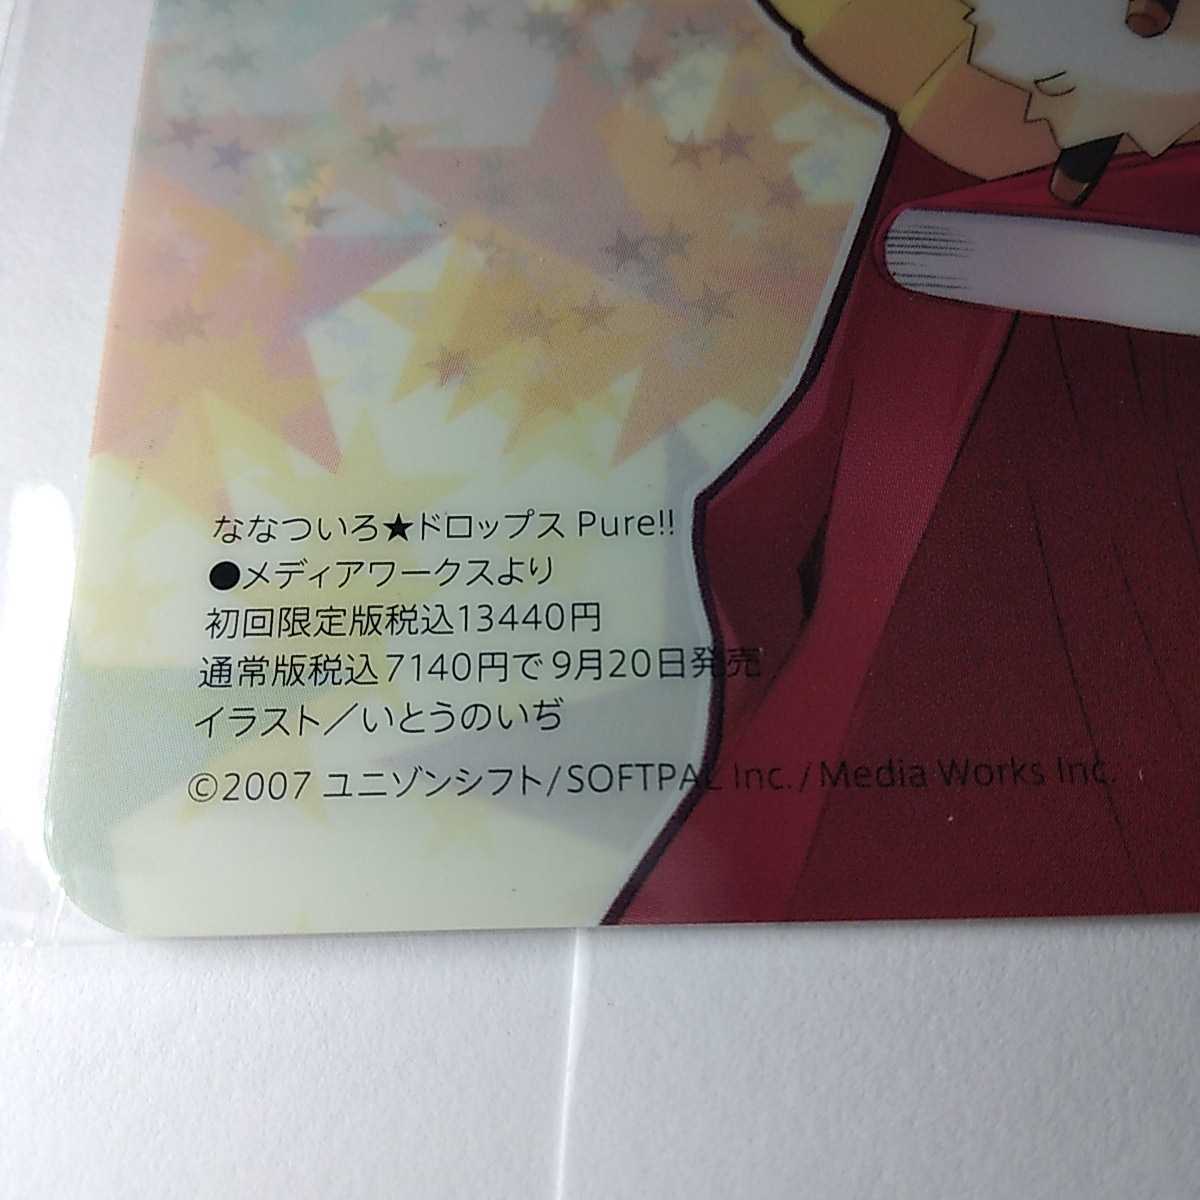 ななついろ★ドロップス Pure!!
●メディアワークスより
初回限定版税込13440円
通常版税込7140円で9月20日発売
イラスト／いとうのいぢ
©2007 ユニゾンシフト/SOFTPAL Inc./Media Works Inc.